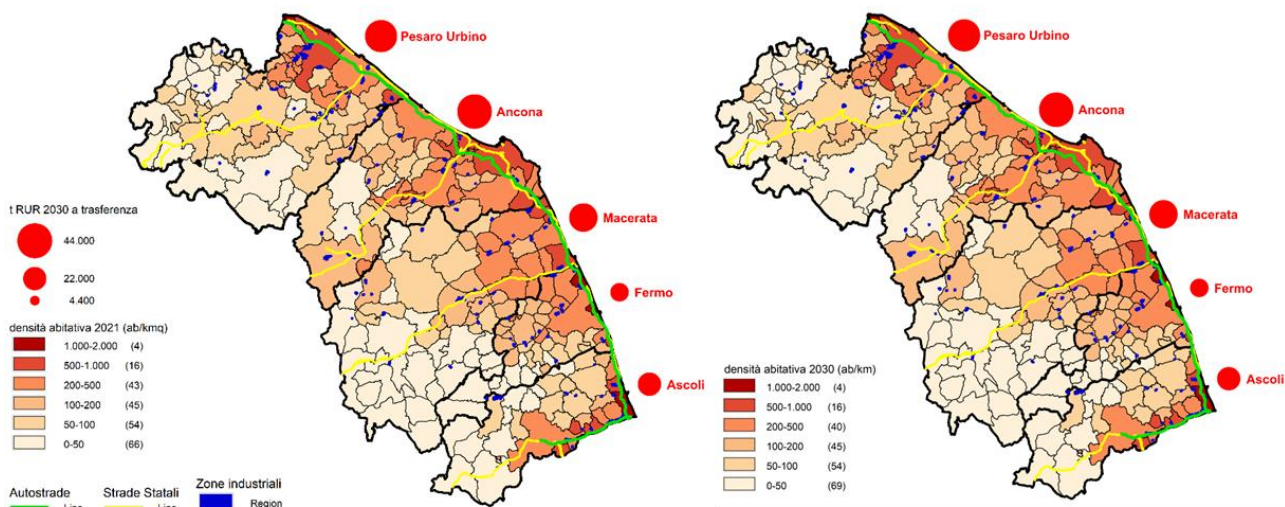 Pesaro Urbino
Ancona
Macerata
Fermo
Ascoli
t RUR 2030 a trasferenza
44.000
22.000
4.400
densità abitativa 2021 (ab/kmq)
1.000-2.000 (4)
500-1.000 (16)
200-500 (43)
100-200 (45)
50-100 (54)
0-50 (66)
Autostrade Strade Statali Zone industriali
Line Line Region
Pesaro Urbino
Ancona
Macerata
Fermo
Ascoli
densità abitativa 2030 (ab/km)
1.000-2.000 (4)
500-1.000 (16)
200-500 (40)
100-200 (45)
50-100 (54)
0-50 (69)